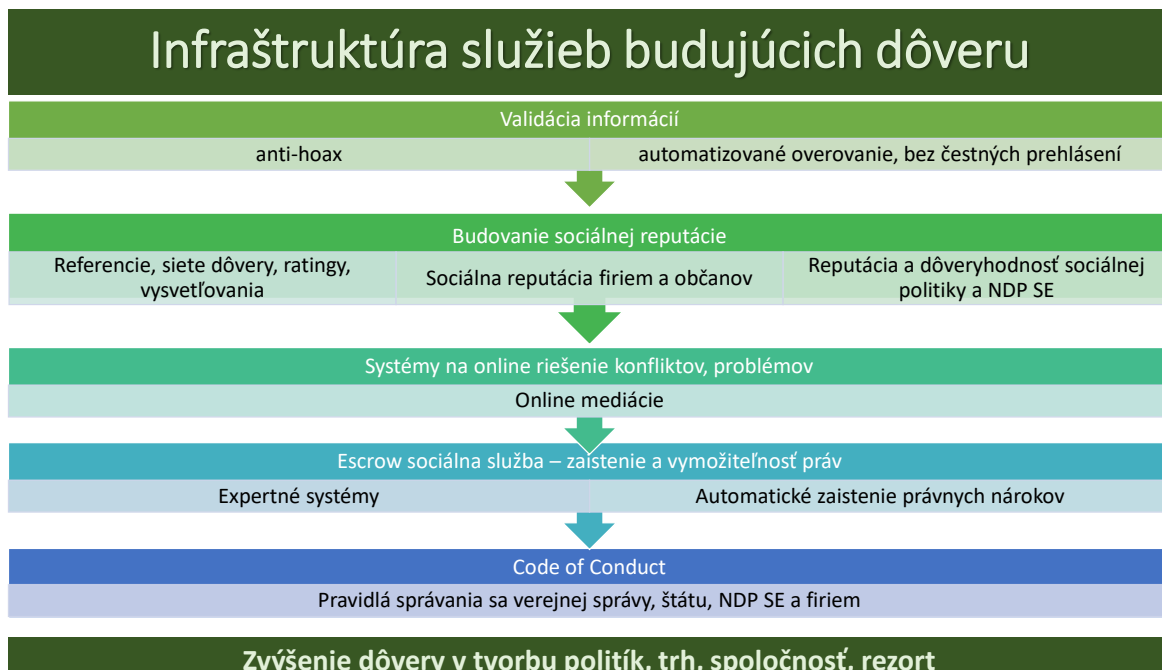 Infraštruktúra služieb budujúcich dôveru
Validácia informácií
anti-hoax
automatizované overovanie, bez čestných prehlásení
Budovanie sociálnej reputácie
Referencie, siete dôvery, ratingy,
vysvetľovania
Sociálna reputácia firiem a občanov
Reputácia a dôveryhodnosť sociálnej
politiky a NDP SE
Systémy na online riešenie konfliktov, problémov
Online mediácie
Escrow sociálna služba – zaistenie a vymožiteľnosť práv
Expertné systémy
Automatické zaistenie právnych nárokov
Code of Conduct
Pravidlá správania sa verejnej správy, štátu, NDP SE a firiem
Zvýšenie dôvery v tvorbu politík, trh, spoločnosť, rezort